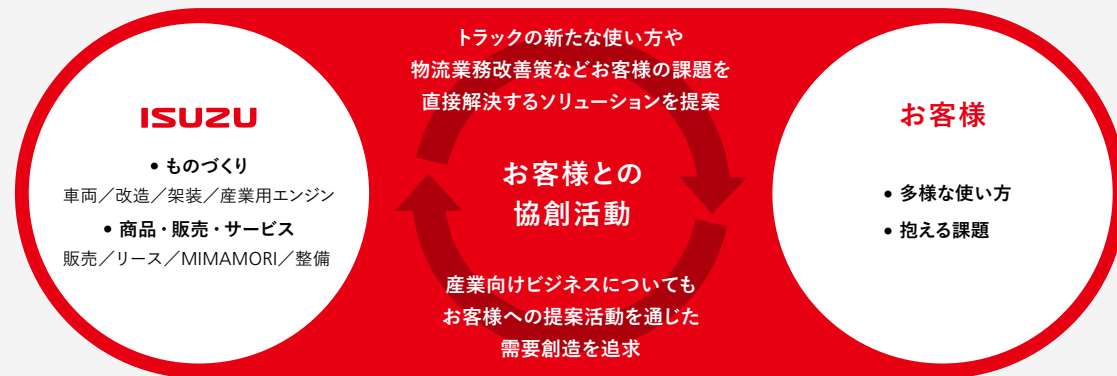 ISUZU
• ものづくり
車両／改造／架装／産業用エンジン
• 商品・販売・サービス
販売／リース／MIMAMORI／整備
トラックの新たな使い方や
物流業務改善策などお客様の課題を
直接解決するソリューションを提案
お客様との
協創活動
産業向けビジネスについても
お客様への提案活動を通じた
需要創造を追求
お客様
• 多様な使い方
• 抱える課題